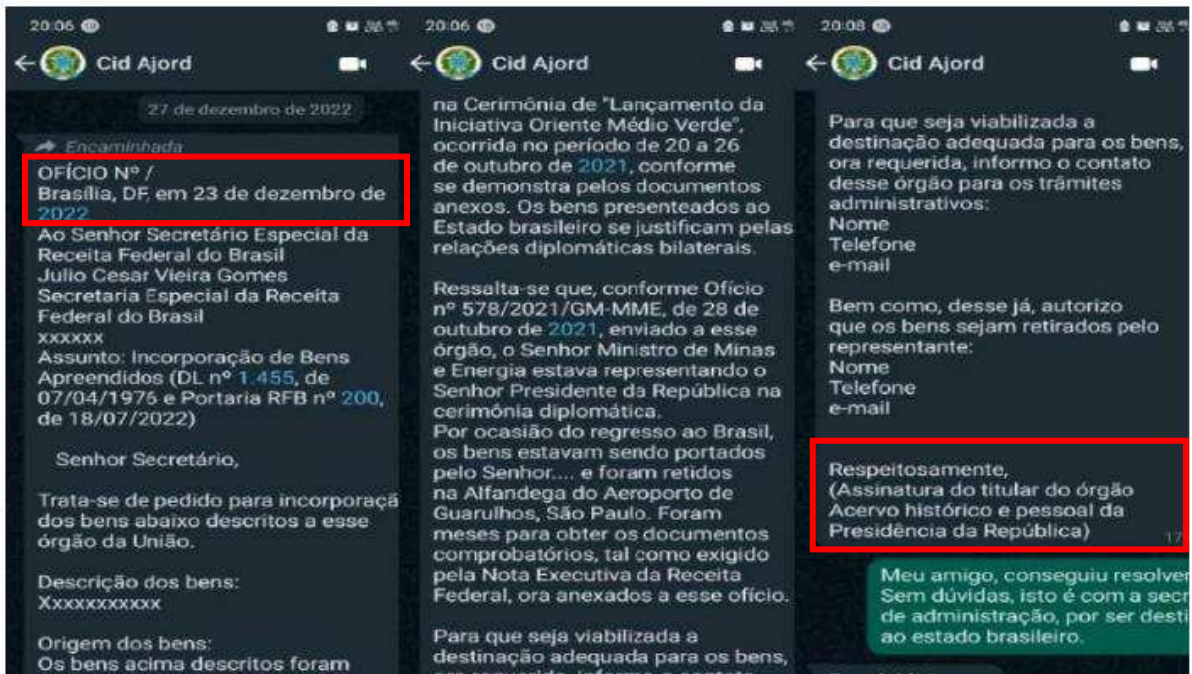 20:06
Cid Ajord
27 de dezembro de 2022
Encaminhada
OFÍCIO Nº /
Brasília, DF, em 23 de dezembro de
2022
Ao Senhor Secretário Especial da
Receita Federal do Brasil
Julio Cesar Vieira Gomes
Secretaria Especial da Receita
Federal do Brasil
xxxxxx
Assunto: Incorporação de Bens
Apreendidos (DL nº 1.455, de
07/04/1976 e Portaria RFB nº 200,
de 18/07/2022)
Senhor Secretário,
Trata-se de pedido para incorporaçã
dos bens abaixo descritos a esse
órgão da União.
Descrição dos bens:
Xxxxxxxxxxx
Origem dos bens:
Os bens acima descritos foram
20:06
Cid Ajord
na Cerimônia de "Lançamento da
Iniciativa Oriente Médio Verde",
ocorrida no período de 20 a 26
de outubro de 2021, conforme
se demonstra pelos documentos
anexos. Os bens presenteados ao
Estado brasileiro se justificam pelas
relações diplomáticas bilaterais.
Ressalta-se que, conforme Ofício
nº 578/2021/GM-MME, de 28 de
outubro de 2021, enviado a esse
órgão, o Senhor Ministro de Minas
e Energia estava representando o
Senhor Presidente da República na
cerimônia diplomática.
Por ocasião do regresso ao Brasil,
os bens estavam sendo portados
pelo Senhor.... e foram retidos
na Alfandega do Aeroporto de
Guarulhos, São Paulo. Foram
meses para obter os documentos
comprobatórios, tal como exigido
pela Nota Executiva da Receita
Federal, ora anexados a esse ofício.
Para que seja viabilizada a
destinação adequada para os bens,
20:08
Cid Ajord
Para que seja viabilizada a
destinação adequada para os bens,
ora requerida, informo o contato
desse órgão para os trâmites
administrativos:
Nome
Telefone
e-mail
Bem como, desse já, autorizo
que os bens sejam retirados pelo
representante:
Nome
Telefone
e-mail
Respeitosamente,
(Assinatura do titular do órgão
Acervo histórico e pessoal da
Presidência da República)
17
Meu amigo, conseguiu resolver
Sem dúvidas, isto é com a secr
de administração, por ser desti
ao estado brasileiro.